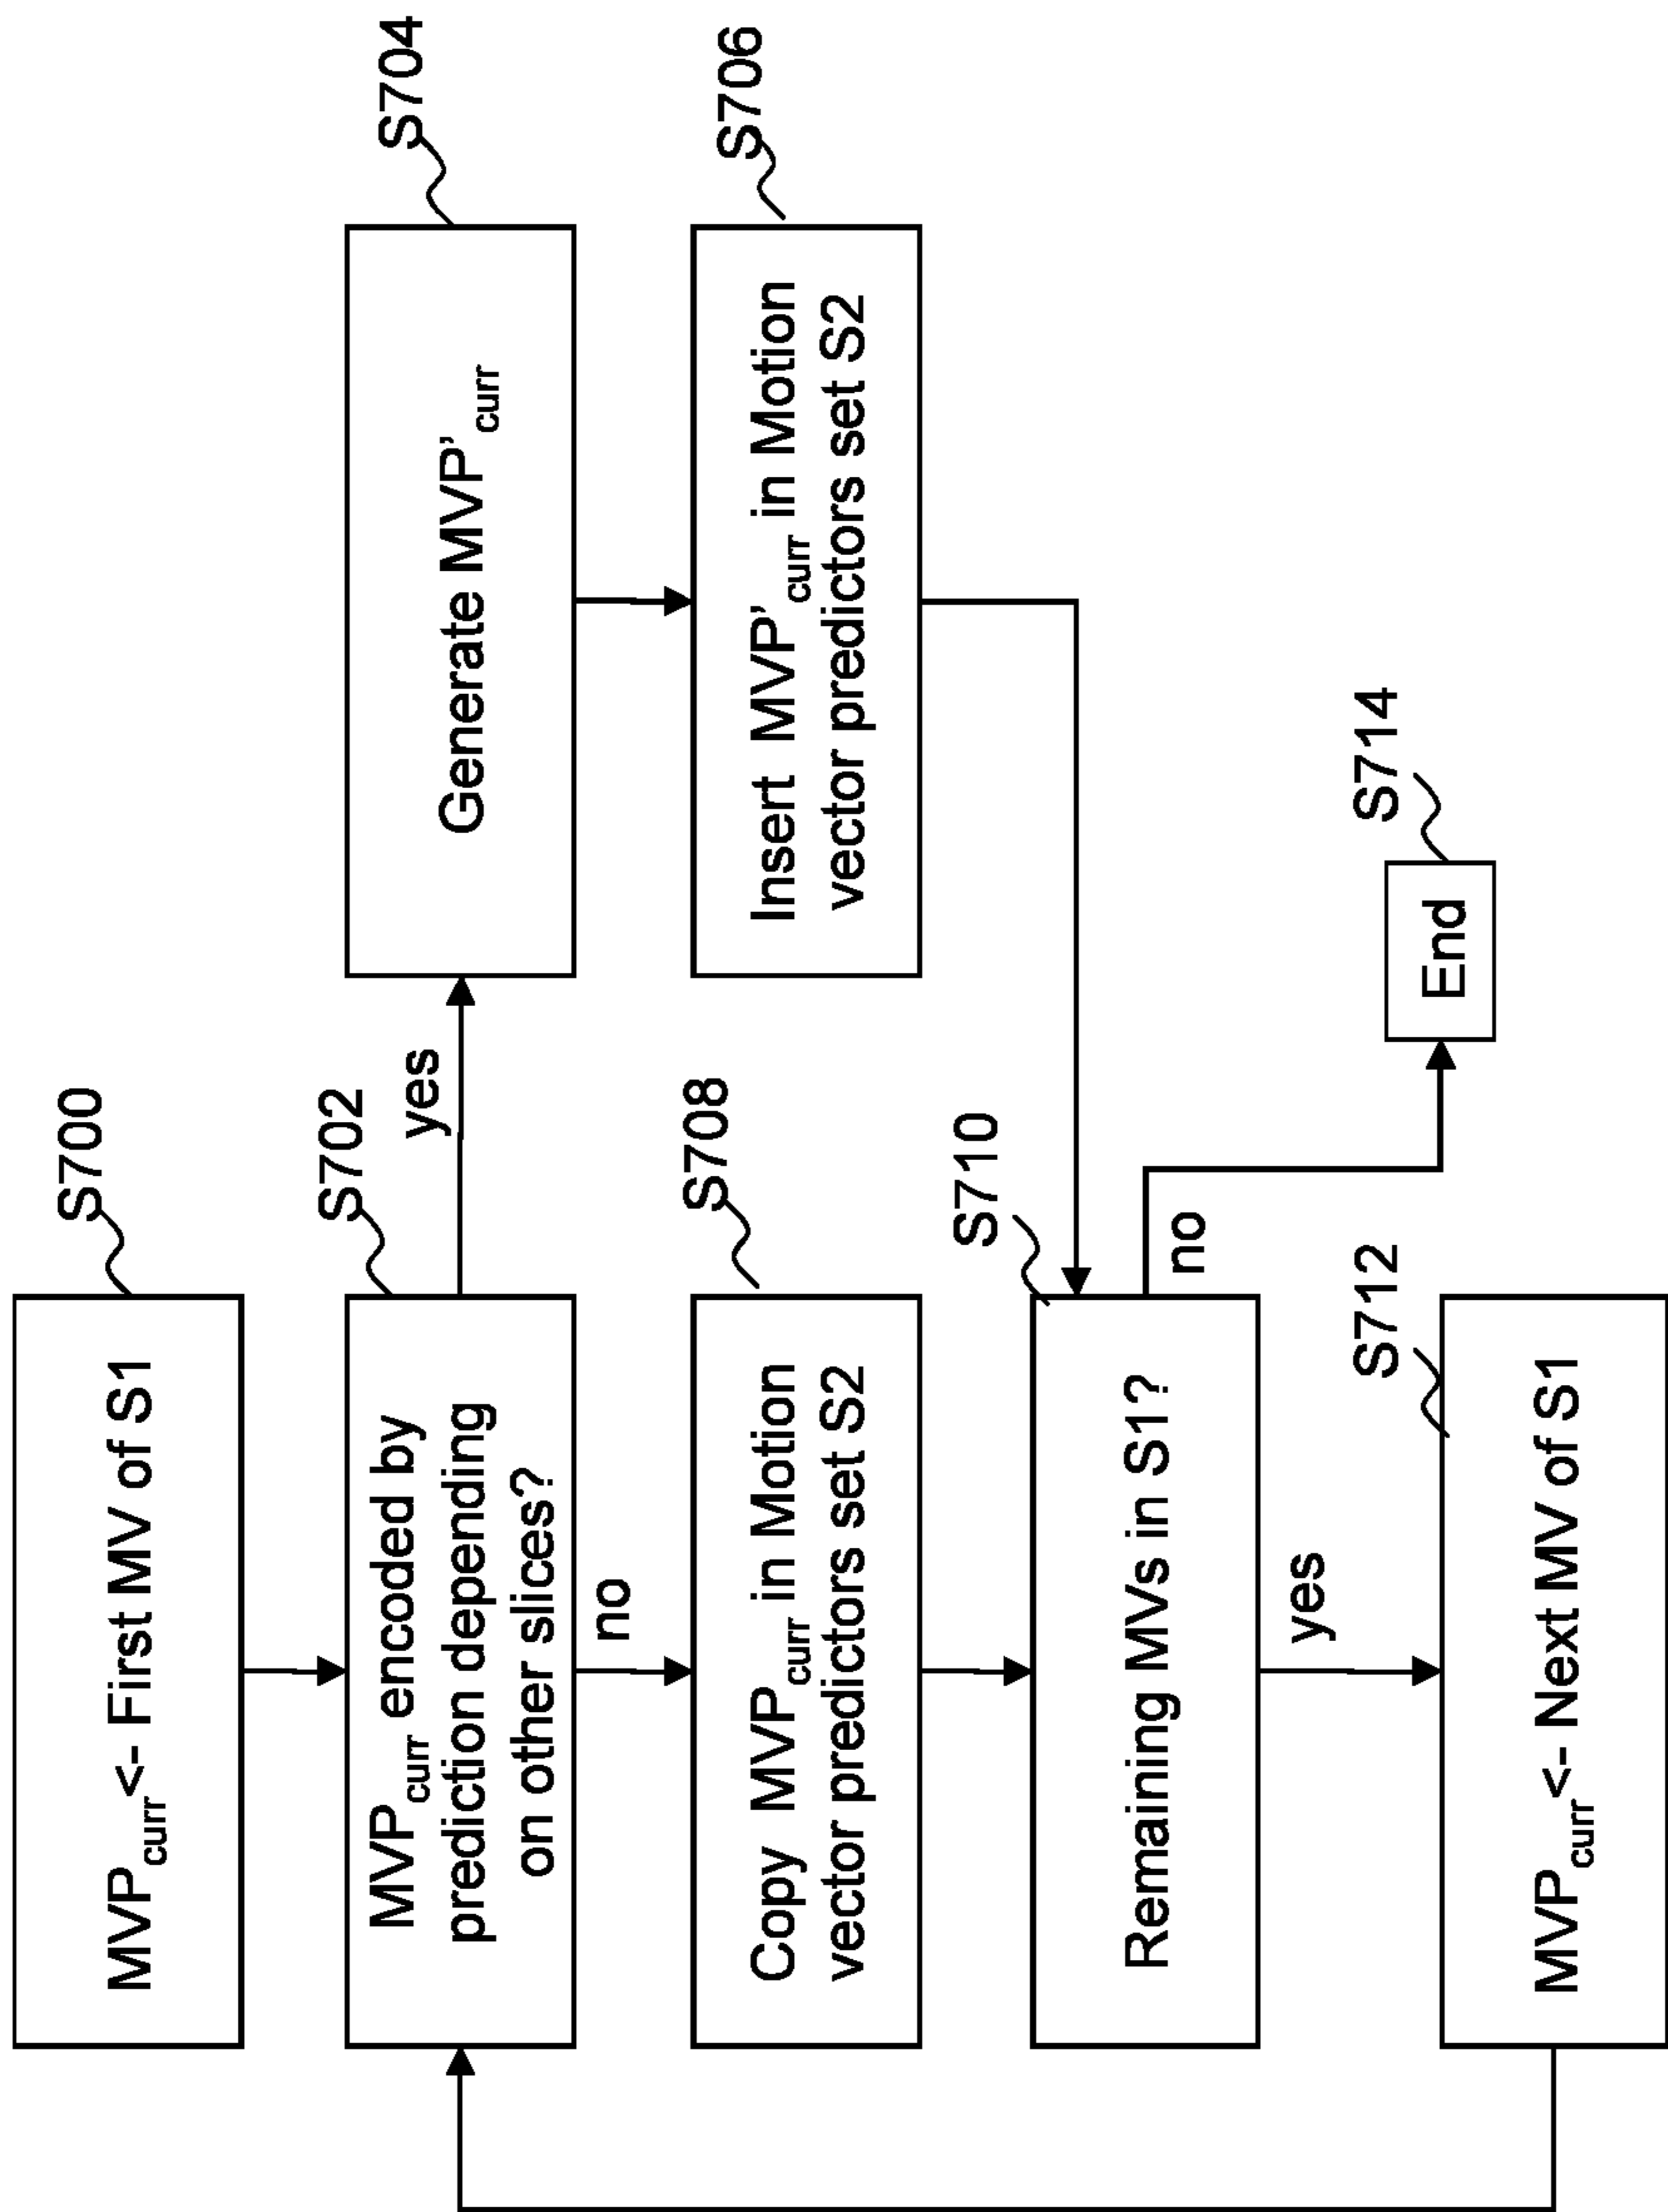 S700
MVPcurr <- First MV of S1
S702
MVPcurr encoded by
prediction depending
on other slices?
yes
S704
Generate MVP’curr
S706
Insert MVP’curr in Motion
vector predictors set S2
no
S708
Copy MVPcurr in Motion
vector predictors set S2
S710
Remaining MVs in S1?
no
S714
End
yes
S712
MVPcurr <- Next MV of S1